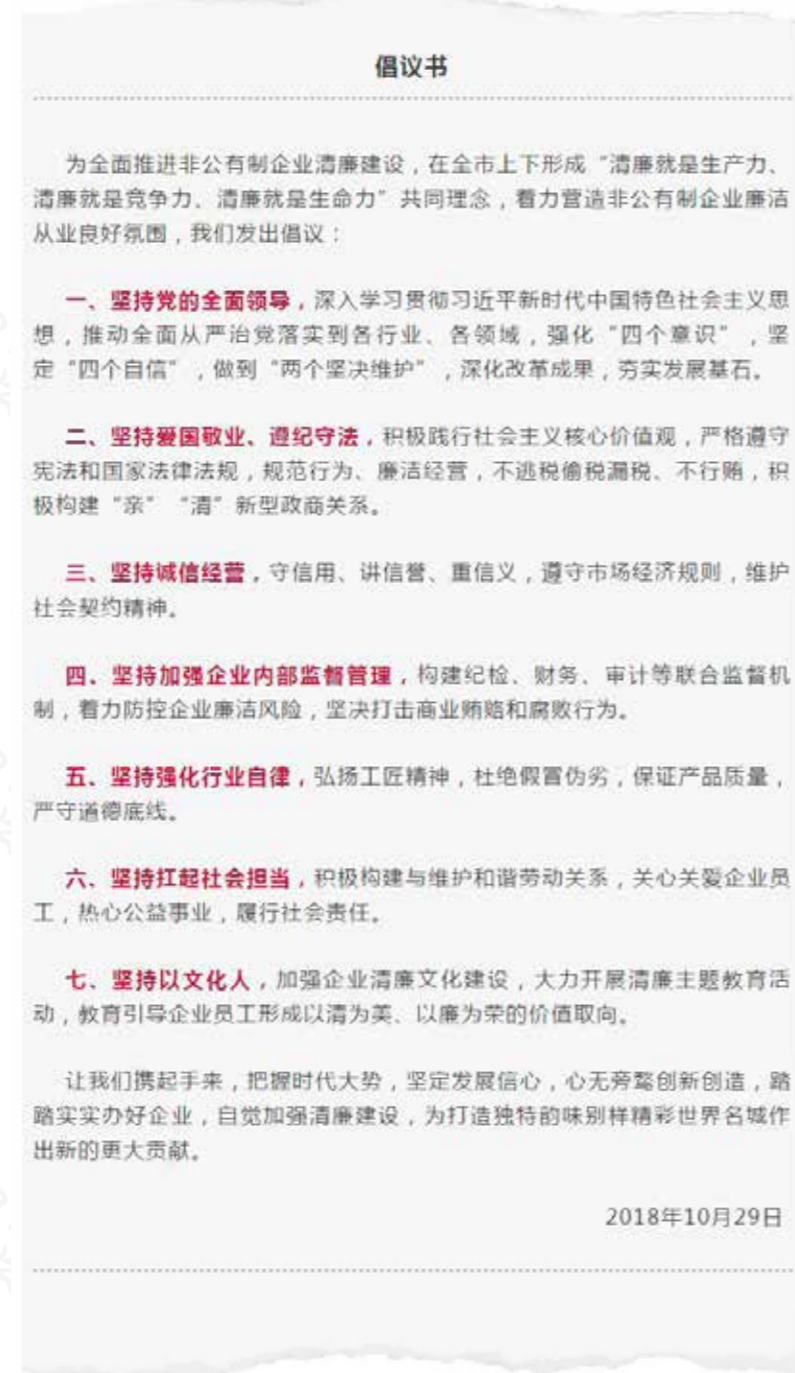 倡议书
为全面推进非公有制企业清廉建设，在全市上下形成“清廉就是生产力、
清廉就是竞争力、清廉就是生命力”共同理念，着力营造非公有制企业廉洁
从业良好氛围，我们发出倡议：
一、坚持党的全面领导，深入学习贯彻习近平新时代中国特色社会主义思
想，推动全面从严治党落实到各行业、各领域，强化“四个意识”，坚
定“四个自信”，做到“两个坚决维护”，深化改革成果，夯实发展基石。
二、坚持爱国敬业、遵纪守法，积极践行社会主义核心价值观，严格遵守
宪法和国家法律法规，规范行为、廉洁经营，不逃税偷税漏税、不行贿，积
极构建“亲”“清”新型政商关系。
三、坚持诚信经营，守信用、讲信誉、重信义，遵守市场经济规则，维护
社会契约精神。
四、坚持加强企业内部监督管理，构建纪检、财务、审计等联合监督机
制，着力防控企业廉洁风险，坚决打击商业贿赂和腐败行为。
五、坚持强化行业自律，弘扬工匠精神，杜绝假冒伪劣，保证产品质量，
严守道德底线。
六、坚持扛起社会担当，积极构建与维护和谐劳动关系，关心关爱企业员
工，热心公益事业，履行社会责任。
七、坚持以文化人，加强企业清廉文化建设，大力开展清廉主题教育活
动，教育引导企业员工形成以清为美、以廉为荣的价值取向。
让我们携起手来，把握时代大势，坚定发展信心，心无旁骛创新创造，踏
踏实实办好企业，自觉加强清廉建设，为打造独特韵味别样精彩世界名城作
出新的更大贡献。
2018年10月29日